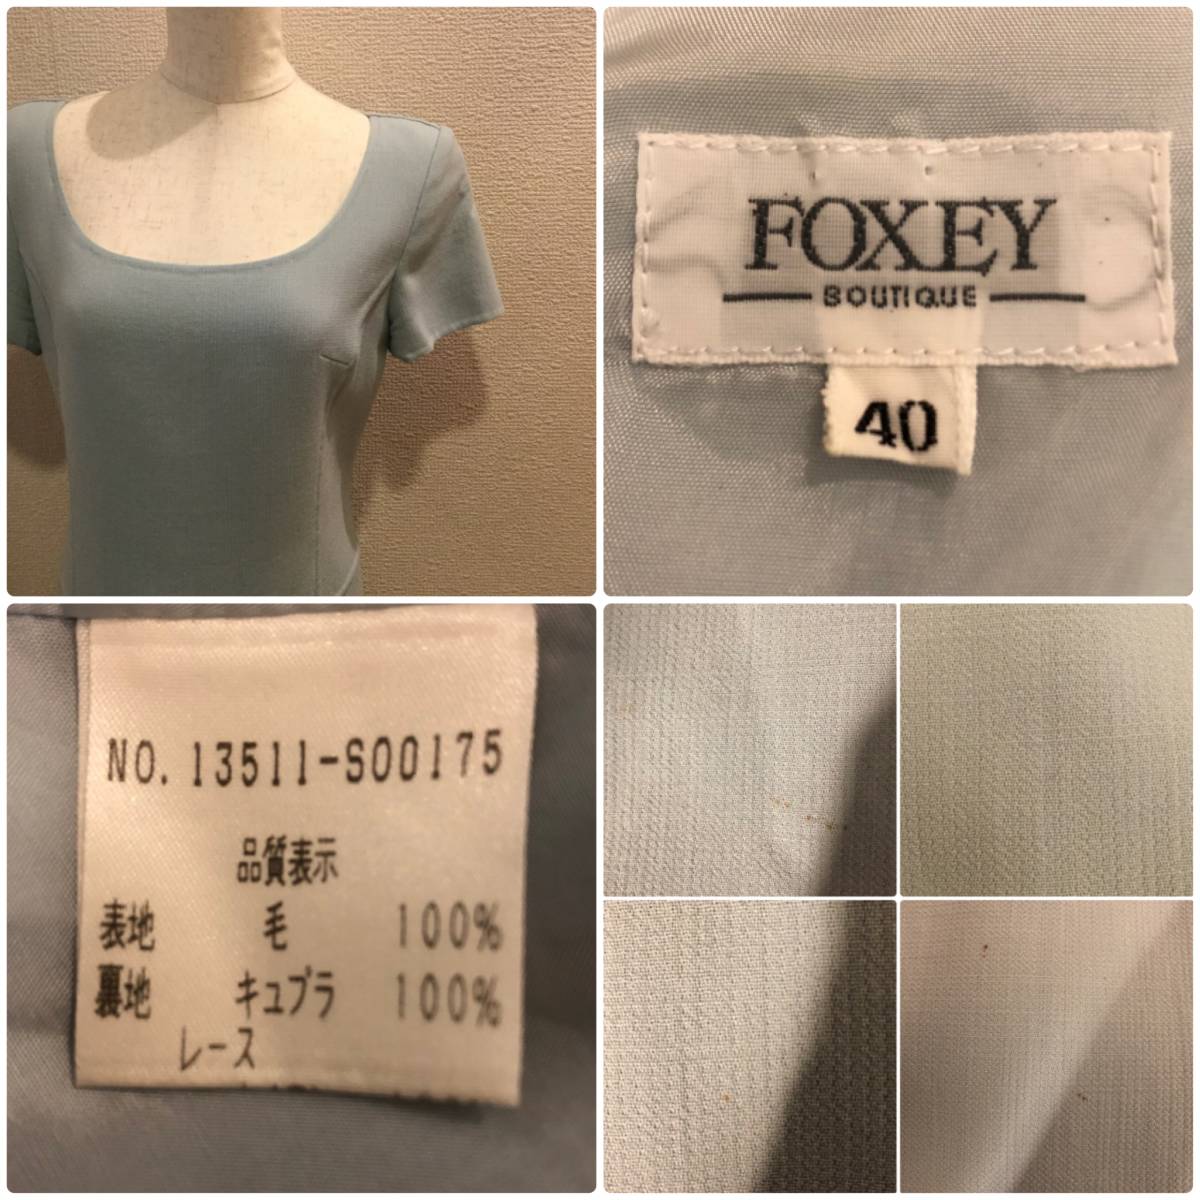 FOXEY
BOUTIQUE
40
NO. 13511-S00175
品質表示
表地 毛 100%
裏地 キュプラ 100%
レース